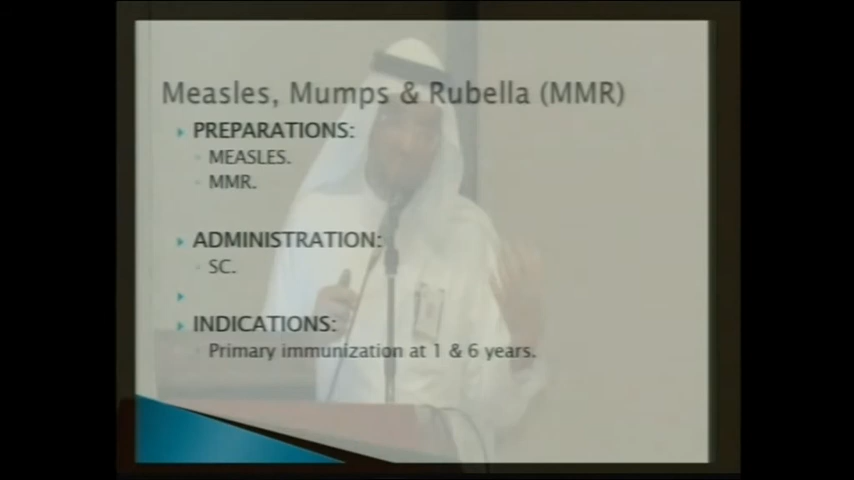 Measles, Mumps & Rubella (MMR)
PREPARATIONS:
MEASLES.
MMR.
ADMINISTRATION:
SC.
INDICATIONS:
Primary immunization at 1 & 6 years.